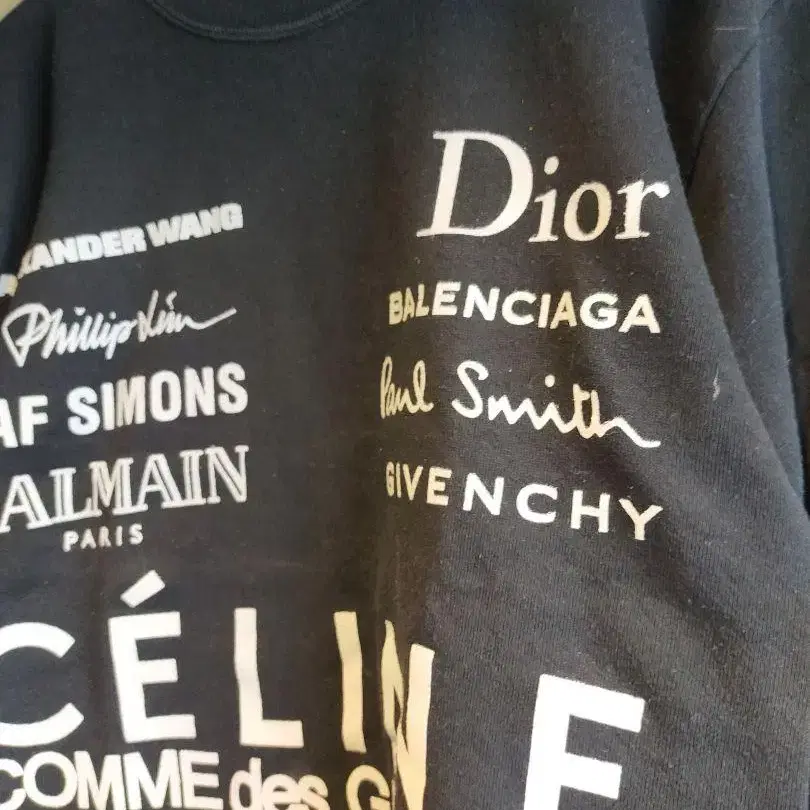 XANDER WANG
Phillip Lim
AF SIMONS
ALMAIN
PARIS
Dior
BALENCIAGA
Paul Smith
GIVENCHY
CÉLINE
COMME des G